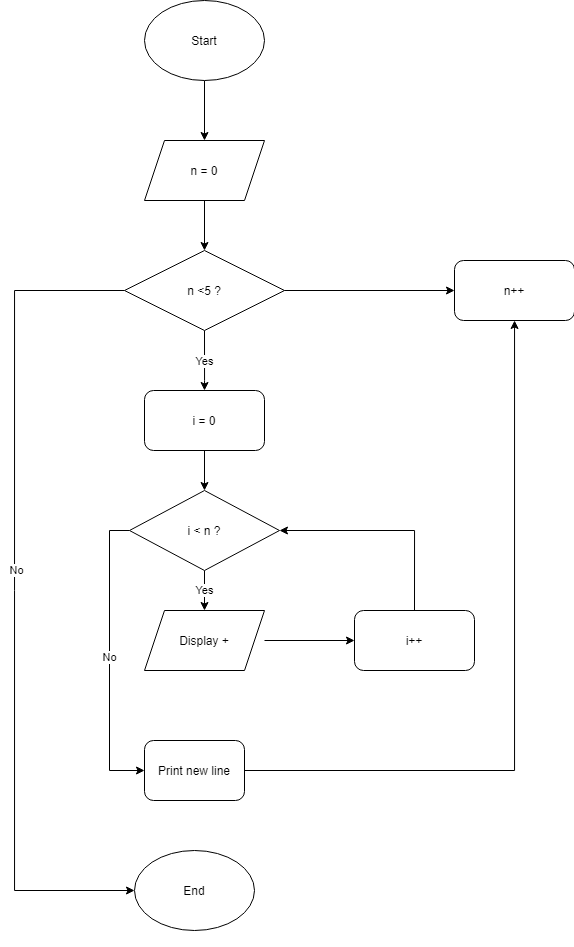 Start
n = 0
n <5 ?
n++
Yes
i = 0
i < n ?
Yes
No
Display +
i++
No
Print new line
End